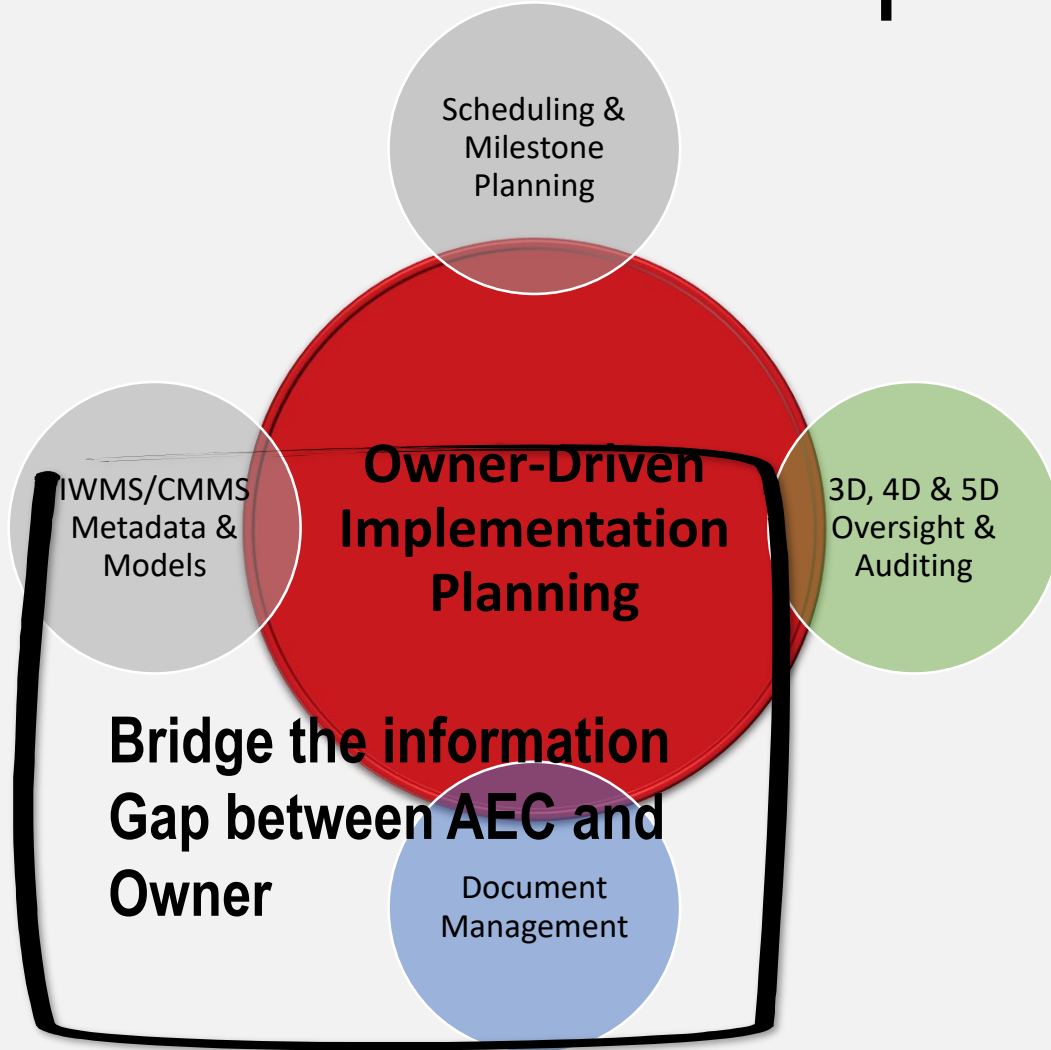 Scheduling &
Milestone
Planning
IWMS/CMMS
Metadata &
Models
Owner-Driven
Implementation
Planning
3D, 4D & 5D
Oversight &
Auditing
Bridge the information
Gap between AEC and
Owner
Document
Management